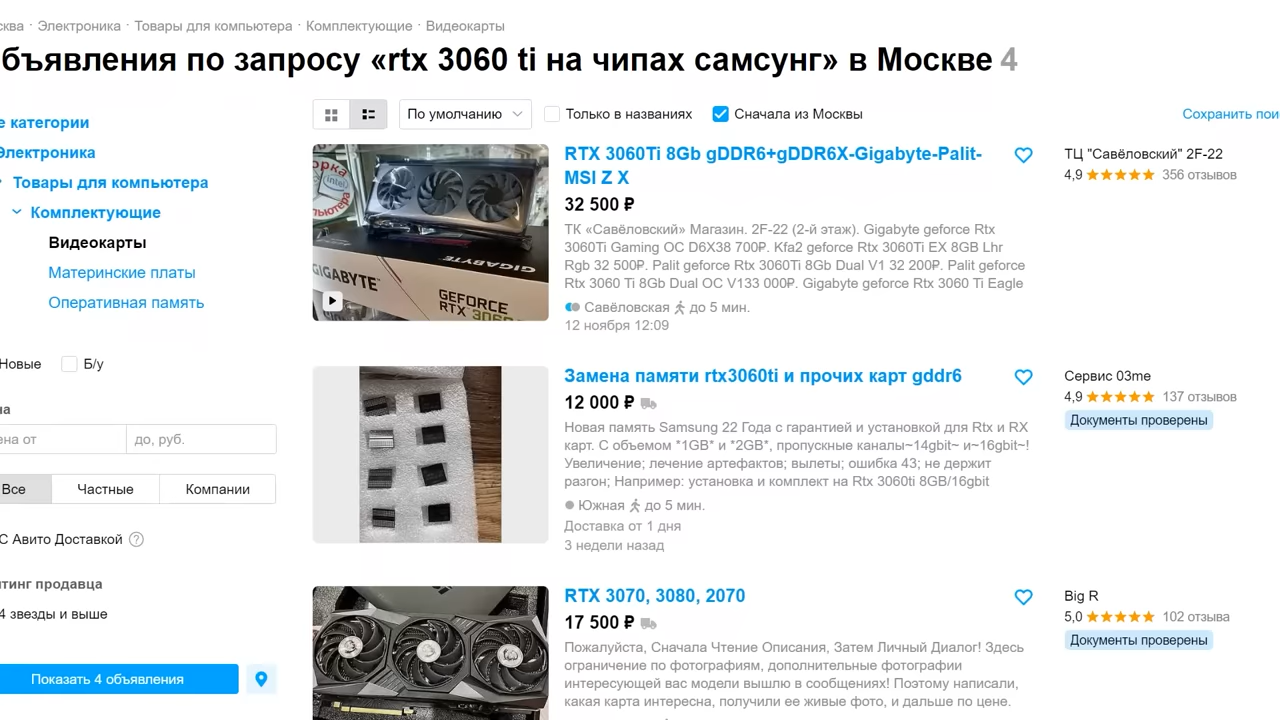 сква · Электроника · Товары для компьютера · Комплектующие · Видеокарты
бъявления по запросу «rtx 3060 ti на чипах самсунг» в Москве 4
е категории
Электроника
Товары для компьютера
Комплектующие
Видеокарты
Материнские платы
Оперативная память
Новые Б/у
на
ена от до, руб.
Все Частные Компании
С Авито Доставкой ?
тинг продавца
4 звезды и выше
Показать 4 объявления
По умолчанию Только в названиях Сначала из Москвы Сохранить пои
intel
GIGABYTE
GIGABYTE
GEFORCE
RTX 3060
RTX 3060Ti 8Gb gDDR6+gDDR6X-Gigabyte-Palit-
MSI Z X
32 500 ₽
ТК «Савёловский» Магазин. 2F-22 (2-й этаж). Gigabyte geforce Rtx
3060Ti Gaming OC D6X38 700₽. Kfa2 geforce Rtx 3060Ti EX 8GB Lhr
Rgb 32 500₽. Palit geforce Rtx 3060Ti 8Gb Dual V1 32 200₽. Palit geforce
Rtx 3060 Ti 8Gb Dual OC V133 000₽. Gigabyte geforce Rtx 3060 Ti Eagle
Савёловская до 5 мин.
12 ноября 12:09
ТЦ "Савёловский" 2F-22
4,9 356 отзывов
Замена памяти rtx3060ti и прочих карт gddr6
12 000 ₽
Новая память Samsung 22 Года с гарантией и установкой для Rtx и RX
карт. С объемом *1GB* и *2GB*, пропускные каналы~14gbit~ и~16gbit~!
Увеличение; лечение артефактов; вылеты; ошибка 43; не держит
разгон; Например: установка и комплект на Rtx 3060ti 8GB/16gbit
Южная до 5 мин.
Доставка от 1 дня
3 недели назад
Сервис 03me
4,9 137 отзывов
Документы проверены
RTX 3070, 3080, 2070
17 500 ₽
Пожалуйста, Сначала Чтение Описания, Затем Личный Диалог! Здесь
ограничение по фотографиям, дополнительные фотографии
интересующей вас модели вышлю в сообщениях! Поэтому написали,
какая карта интересна, получили ее живые фото, и дальше по цене.
Big R
5,0 102 отзыва
Документы проверены